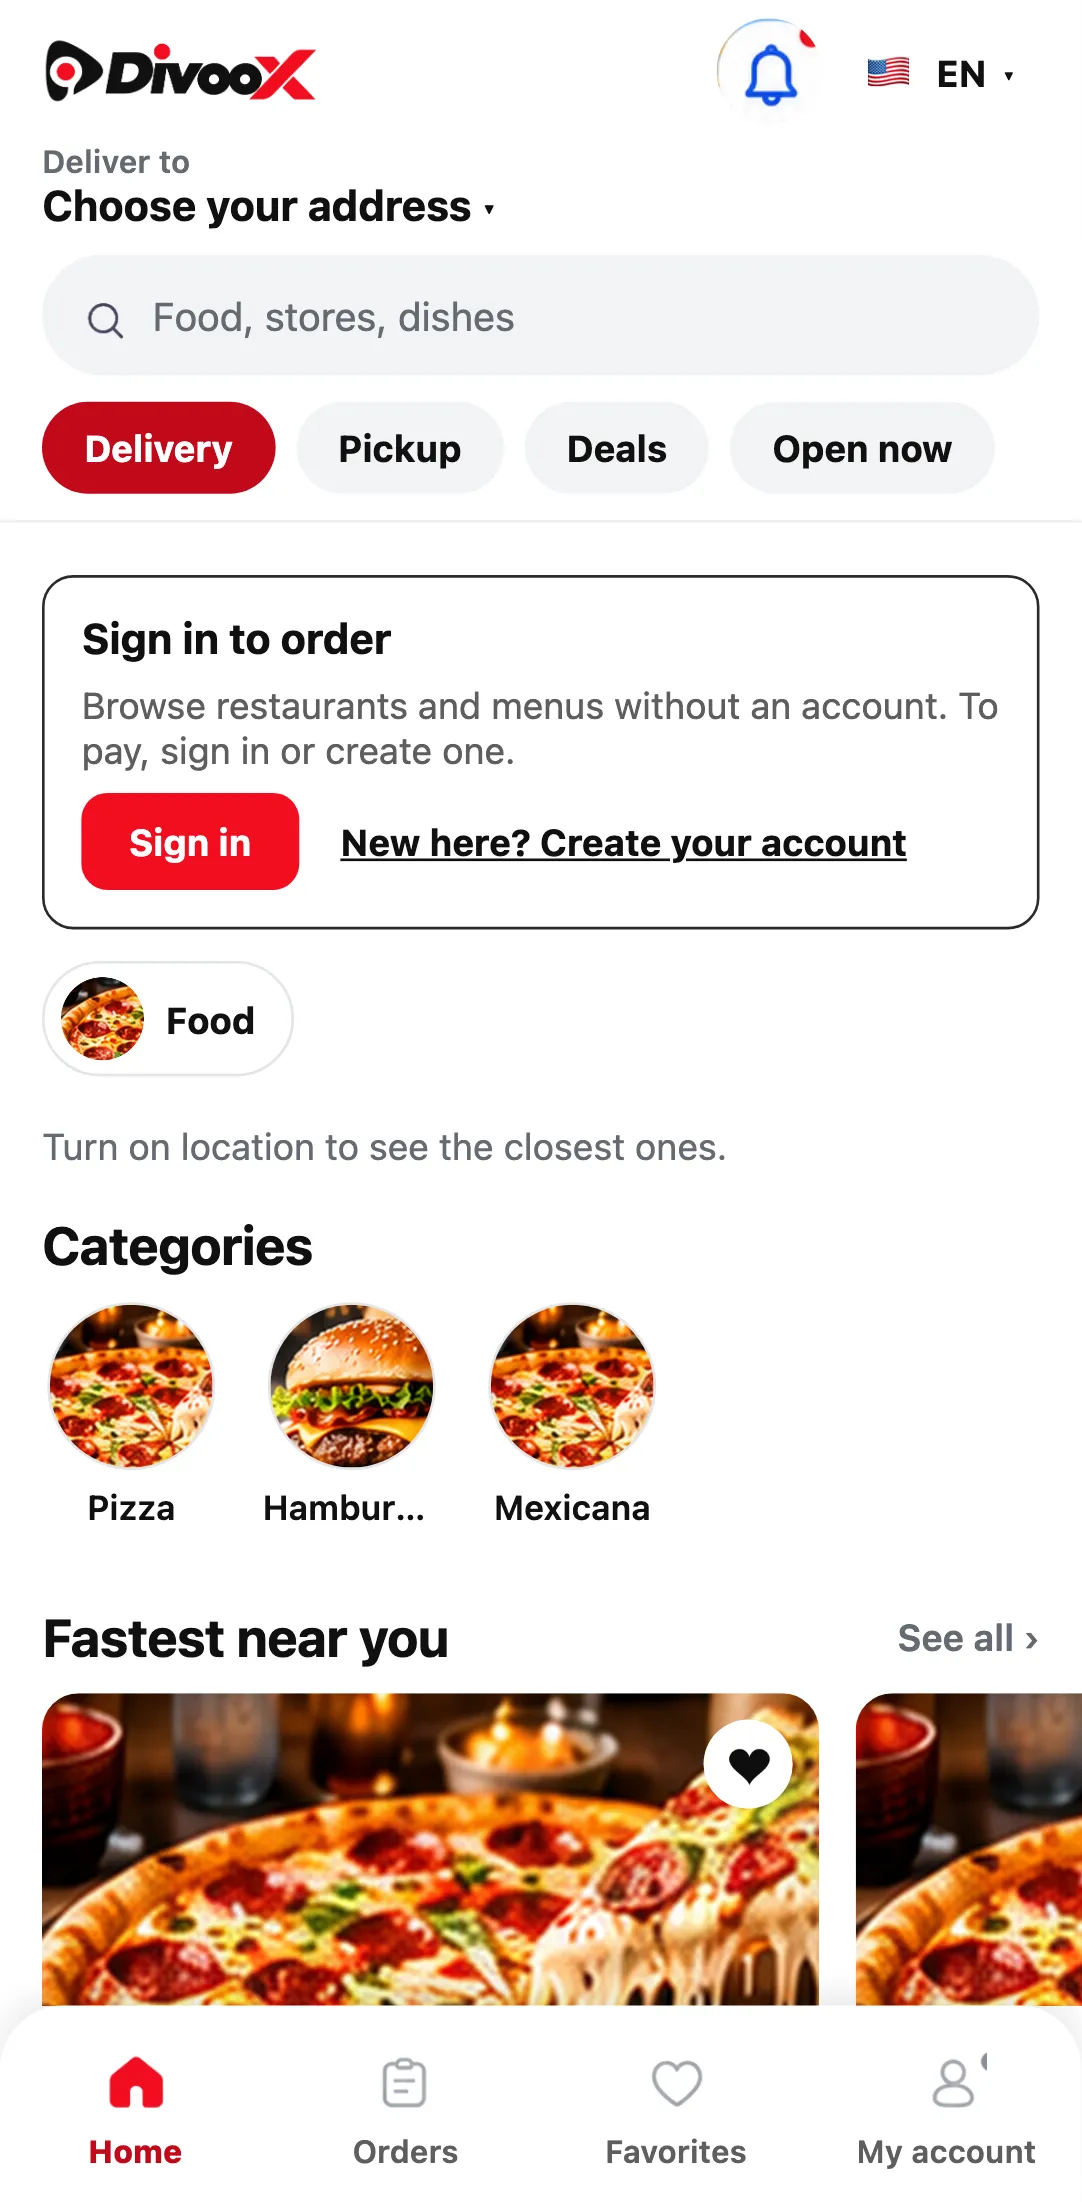 DivooX
EN
Deliver to
Choose your address
Food, stores, dishes
Delivery
Pickup
Deals
Open now
Sign in to order
Browse restaurants and menus without an account. To
pay, sign in or create one.
Sign in
New here? Create your account
Food
Turn on location to see the closest ones.
Categories
Pizza
Hambur...
Mexicana
Fastest near you
See all ›
Home
Orders
Favorites
My account